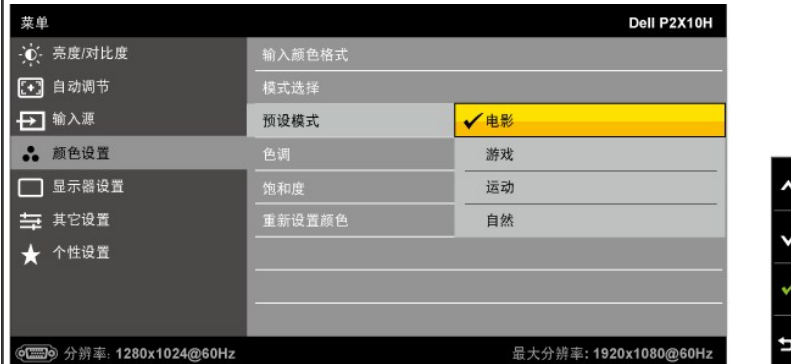 菜单
Dell P2X10H
亮度/对比度
自动调节
输入源
颜色设置
显示器设置
其它设置
个性设置
输入颜色格式
模式选择
预设模式
色调
饱和度
重新设置颜色
电影
游戏
运动
自然
分辨率: 1280x1024@60Hz
最大分辨率: 1920x1080@60Hz